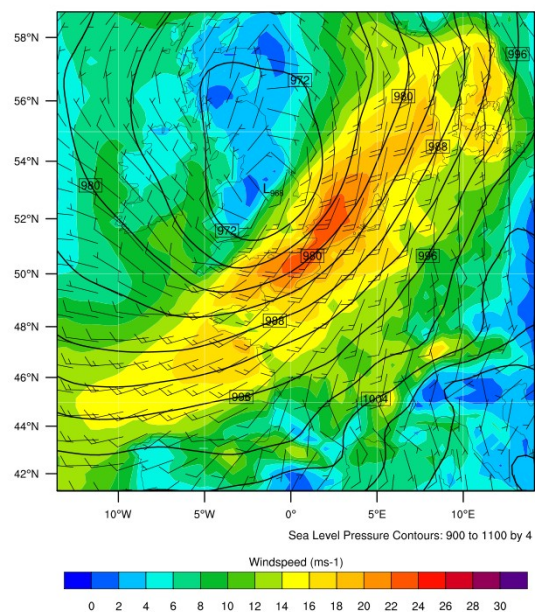 58°N
972
996
56°N
980
988
54°N
980
L968
52°N
972
980
996
50°N
988
48°N
46°N
996
1004
44°N
42°N
10°W 5°W 0° 5°E 10°E
Sea Level Pressure Contours: 900 to 1100 by 4
Windspeed (ms-1)
0 2 4 6 8 10 12 14 16 18 20 22 24 26 28 30